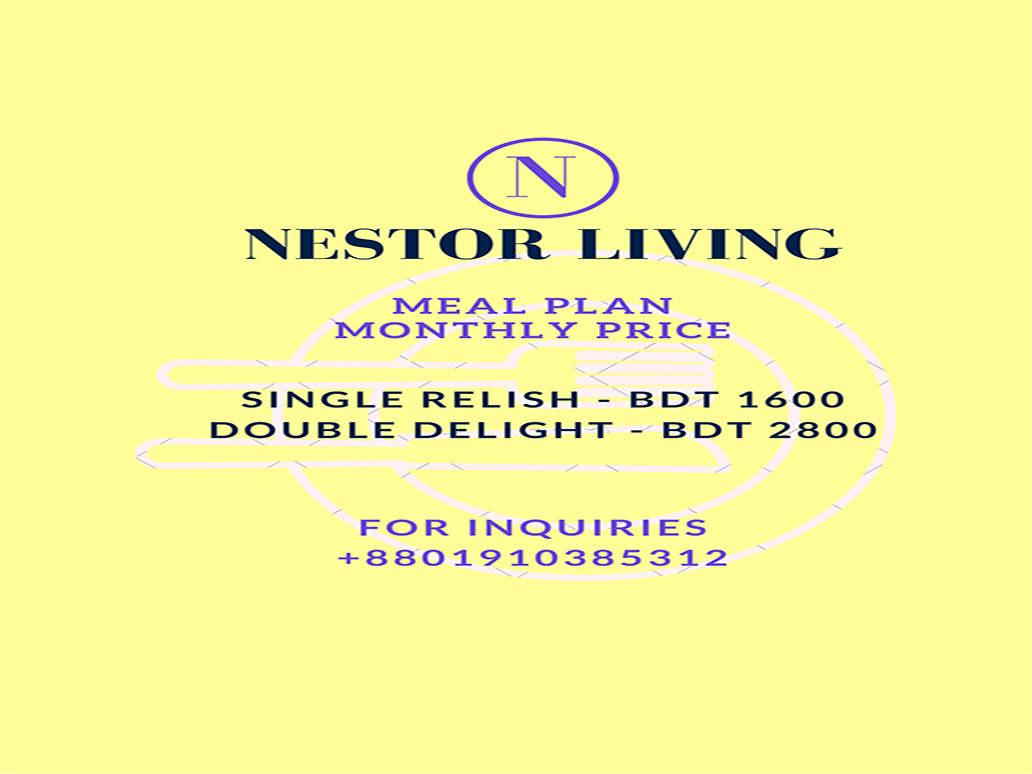 N
NESTOR LIVING
MEAL PLAN
MONTHLY PRICE
SINGLE RELISH - BDT 1600
DOUBLE DELIGHT - BDT 2800
FOR INQUIRIES
+8801910385312